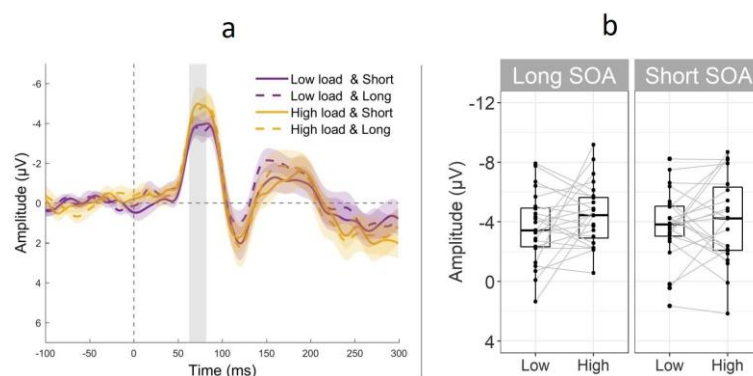 a
-6
-4
-2
0
2
4
6
Amplitude (µV)
-100
-50
0
50
100
150
200
250
300
Time (ms)
Low load & Short
Low load & Long
High load & Short
High load & Long
b
Long SOA
Short SOA
-12
-8
-4
0
4
Amplitude (µV)
Low
High
Low
High